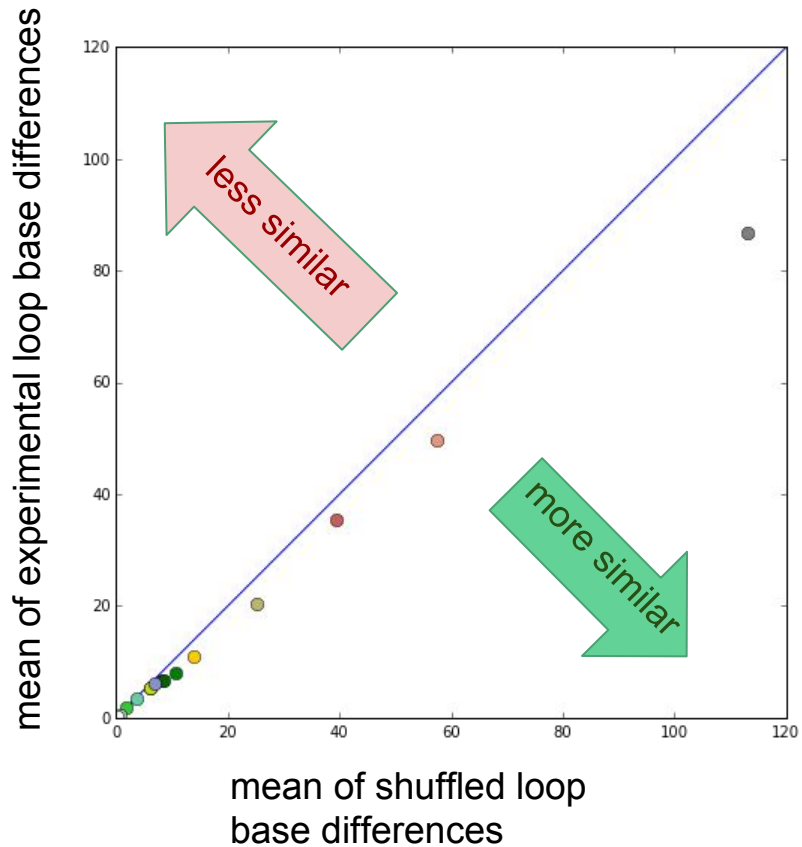 mean of experimental loop base differences
120
100
80
60
40
20
0
less similar
more similar
0
20
40
60
80
100
120
mean of shuffled loop
base differences